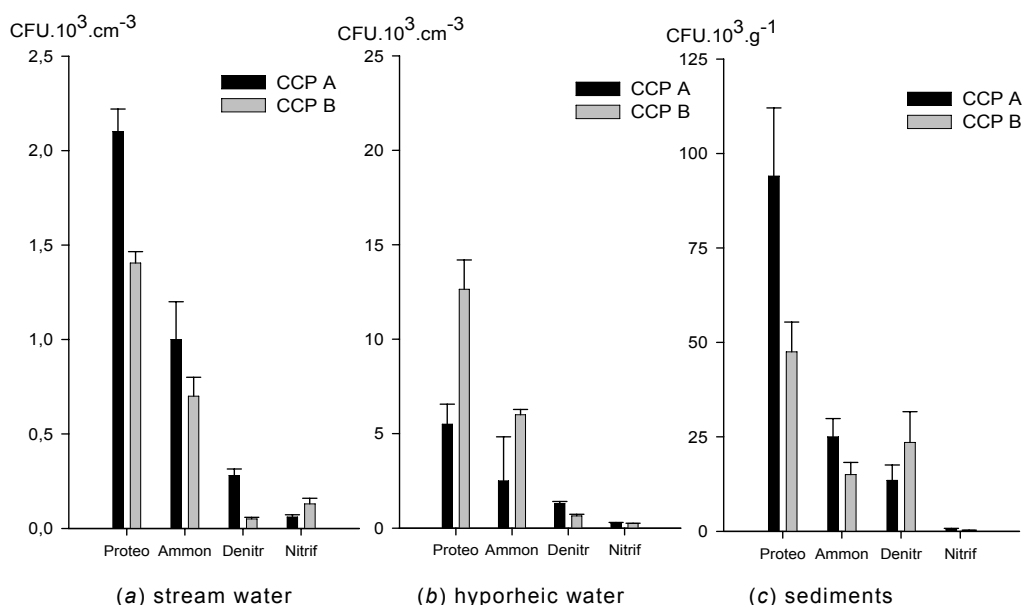 CFU.10³.cm⁻³
2,5
2,0
1,5
1,0
0,5
0,0
CCP A
CCP B
Proteo Ammon Denitr Nitrif
(a) stream water
CFU.10³.cm⁻³
25
20
15
10
5
0
CCP A
CCP B
Proteo Ammon Denitr Nitrif
(b) hyporheic water
CFU.10³.g⁻¹
125
100
75
50
25
0
CCP A
CCP B
Proteo Ammon Denitr Nitrif
(c) sediments